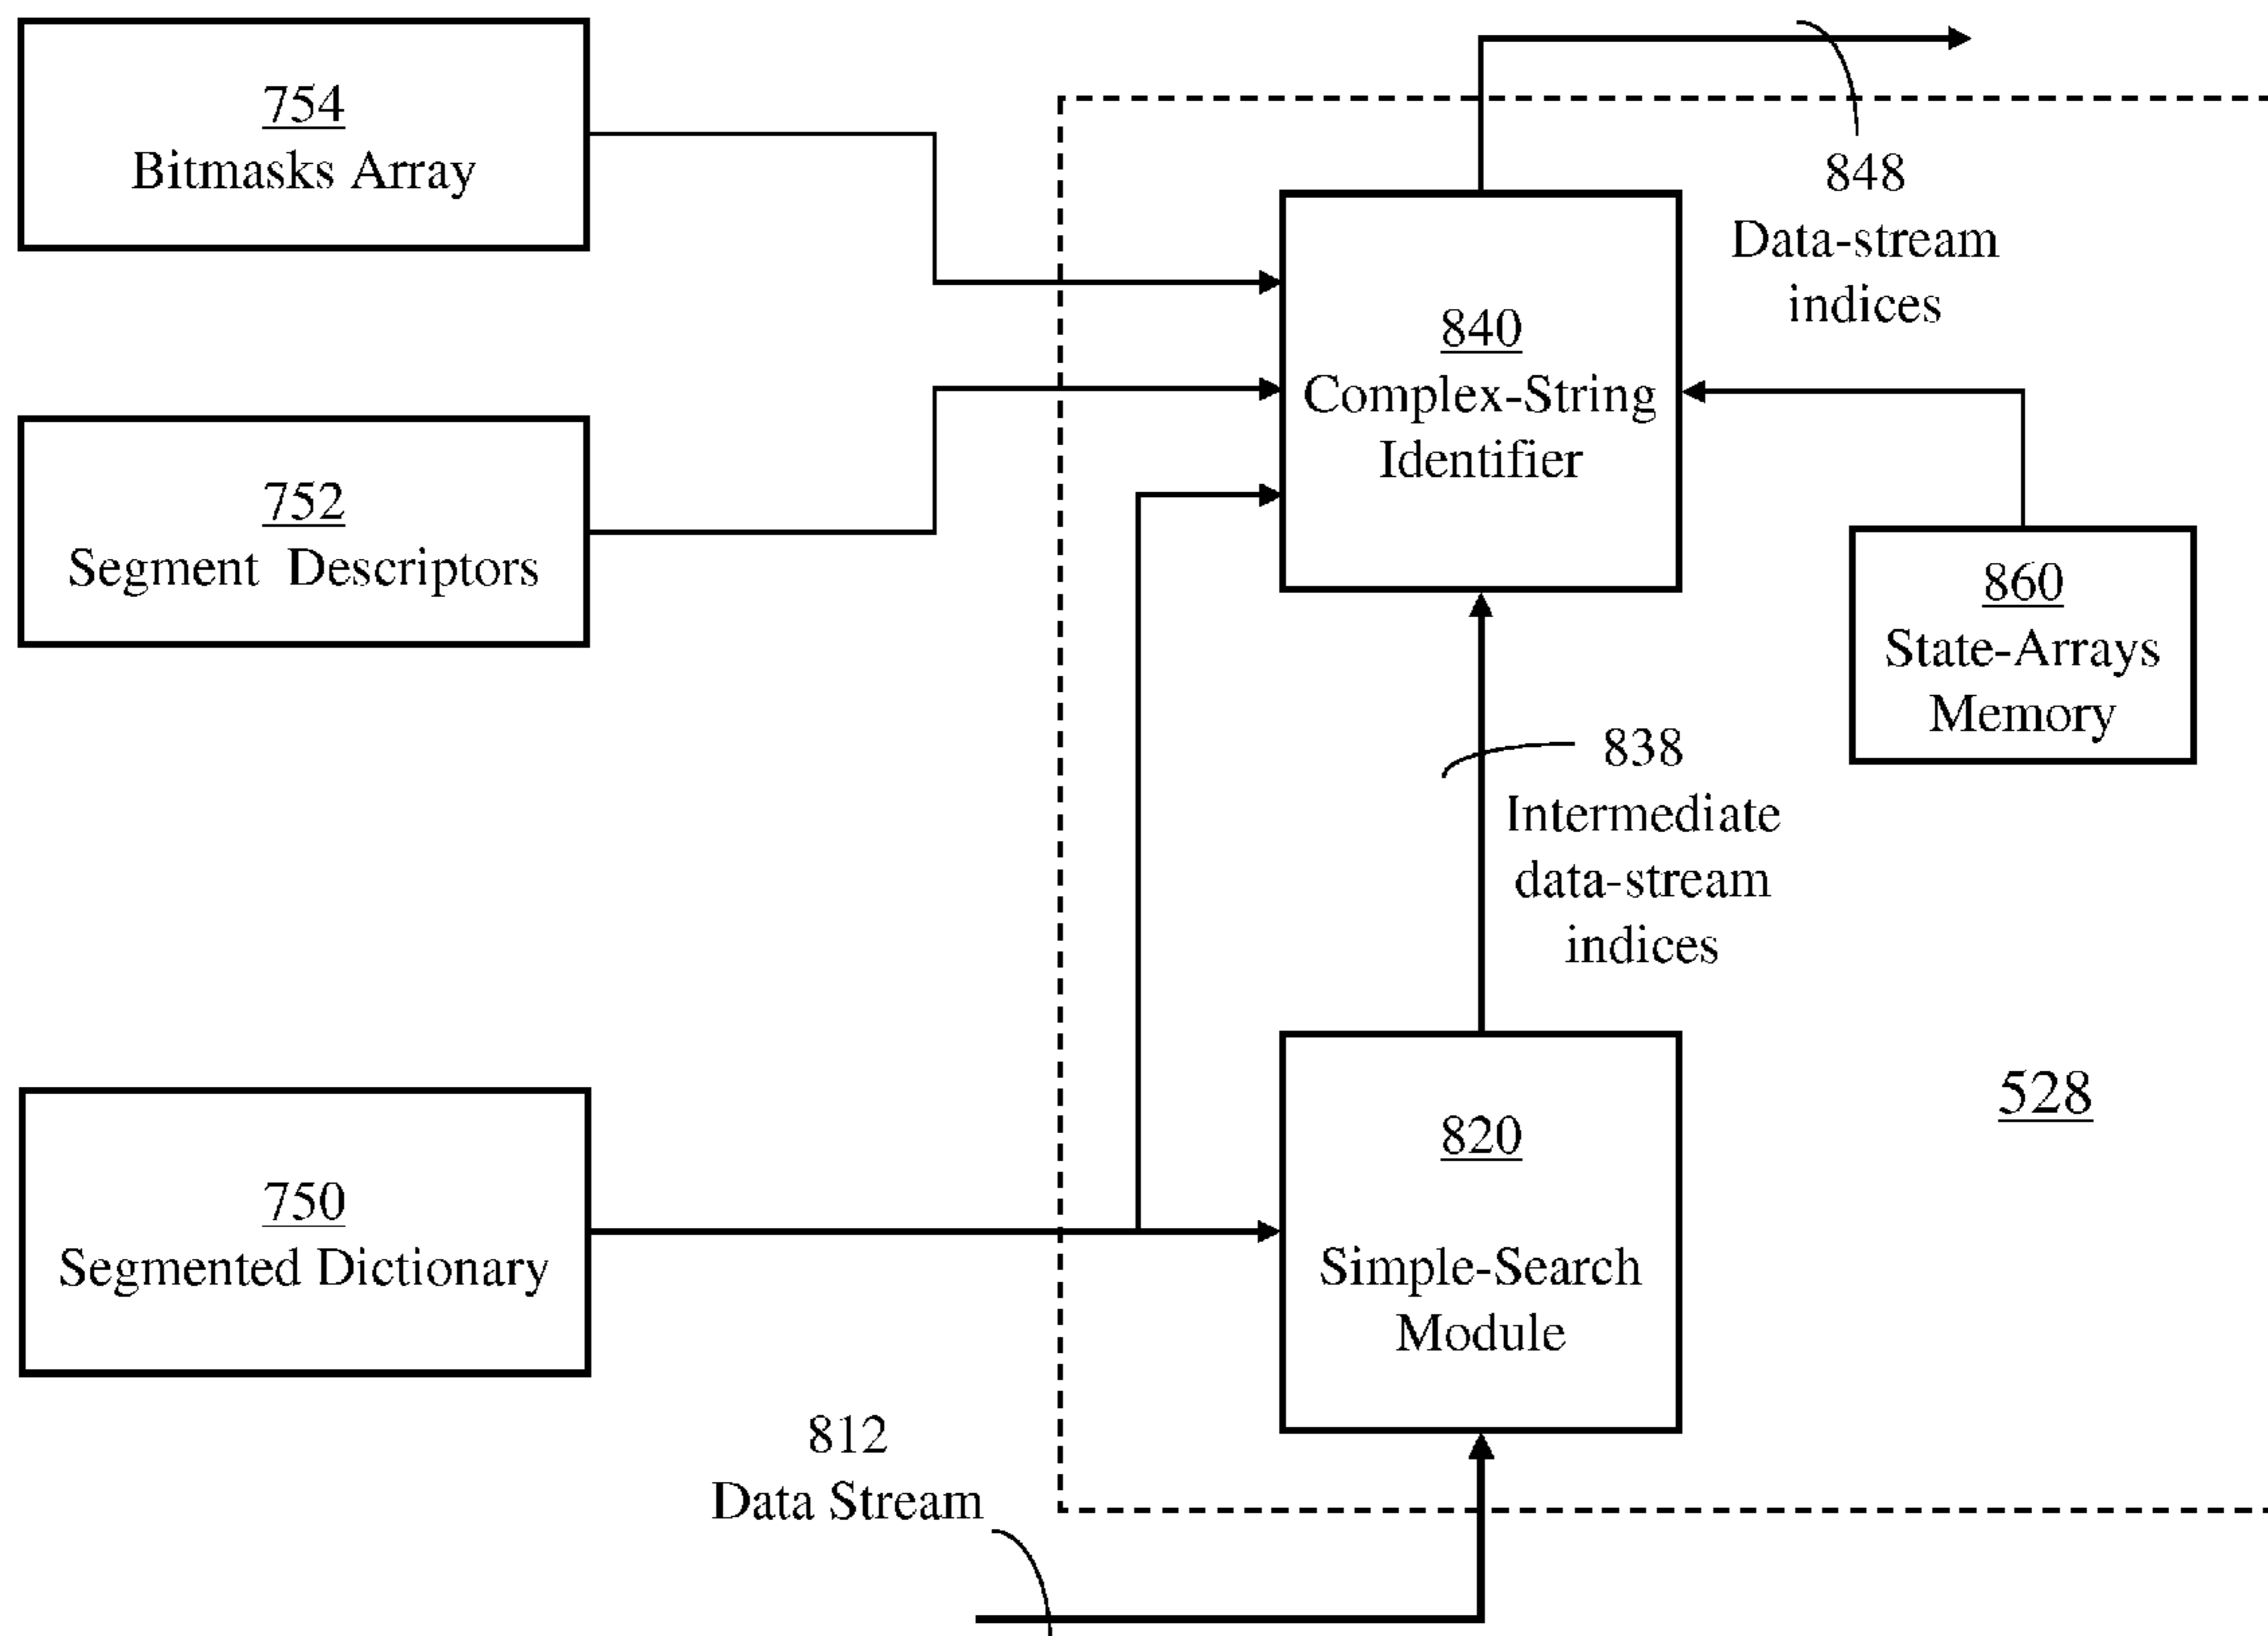 754
Bitmasks Array
848
Data-stream
indices
840
Complex-String
Identifier
752
Segment Descriptors
860
State-Arrays
Memory
838
Intermediate
data-stream
indices
528
820
Simple-Search
Module
750
Segmented Dictionary
812
Data Stream